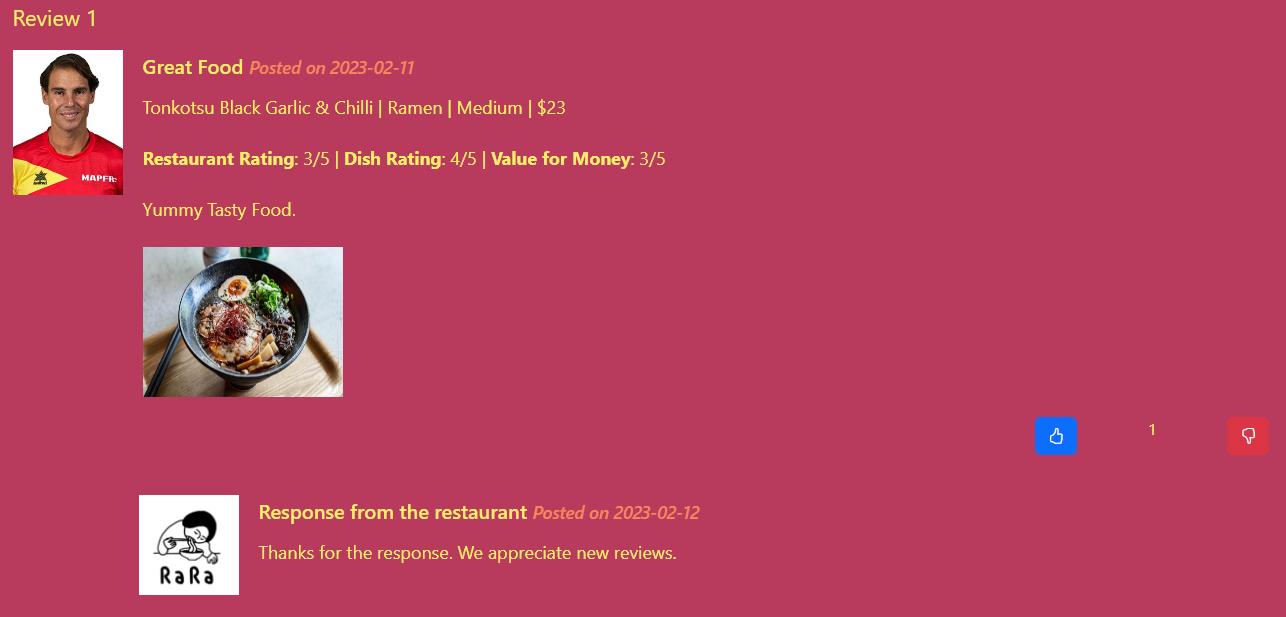 Review 1
Great Food Posted on 2023-02-11
Tonkotsu Black Garlic & Chilli | Ramen | Medium | $23
Restaurant Rating: 3/5 | Dish Rating: 4/5 | Value for Money: 3/5
MAPFRE
Yummy Tasty Food.
1
Response from the restaurant Posted on 2023-02-12
Thanks for the response. We appreciate new reviews.
RaRa